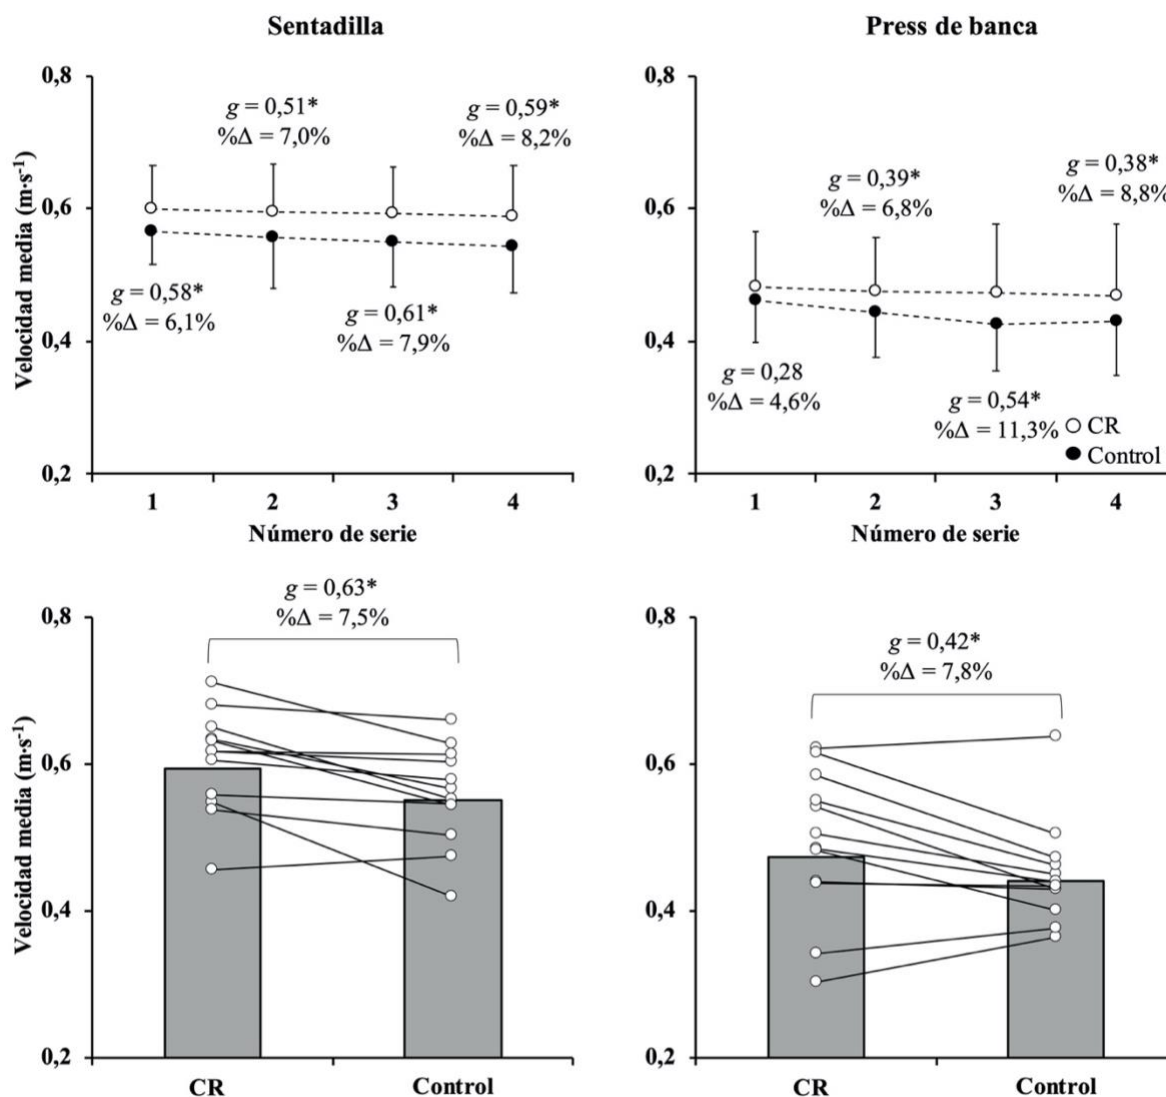 Sentadilla
0,8
0,6
0,4
0,2
Velocidad media (m·s⁻¹)
g = 0,51*
%Δ = 7,0%
g = 0,59*
%Δ = 8,2%
g = 0,58*
%Δ = 6,1%
g = 0,61*
%Δ = 7,9%
1 2 3 4
Número de serie
Press de banca
0,8
0,6
0,4
0,2
g = 0,39*
%Δ = 6,8%
g = 0,38*
%Δ = 8,8%
g = 0,28
%Δ = 4,6%
g = 0,54*
%Δ = 11,3%
CR
Control
1 2 3 4
Número de serie
g = 0,63*
%Δ = 7,5%
0,8
0,6
0,4
0,2
Velocidad media (m·s⁻¹)
CR Control
g = 0,42*
%Δ = 7,8%
0,8
0,6
0,4
0,2
CR Control